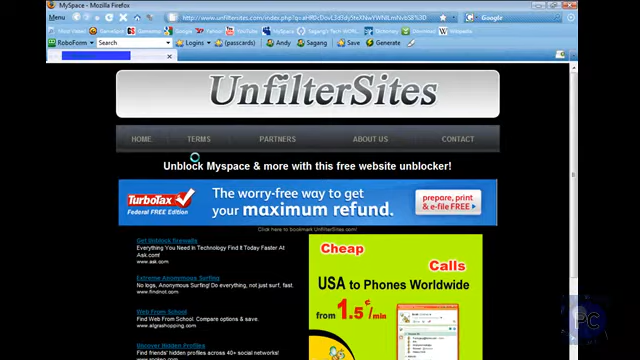 MySpace - Mozilla Firefox
Menu
http://www.unfiltersites.com/index.php?q=
Google
RoboForm
Search
Logins
(passcards)
Andy
Sagang
Save
Generate
UnfilterSites
HOME
TERMS
PARTNERS
ABOUT US
CONTACT
Unblock Myspace & more with this free website unblocker!
TurboTax
Federal FREE Edition
The worry-free way to get
your maximum refund.
prepare, print
& e-file FREE
Click here to bookmark UnfilterSites.com!
Get Unblock firewalls
Everything You Need in Technology Find It Today Faster At
Ask.com!
www.ask.com
Extreme Anonymous Surfing
No logs, Anonymous Surfing! Do everything, not just surf, fast.
www.findnot.com
Web From School
Find Web From School. Compare options & save.
www.algrashopping.com
Uncover Hidden Profiles
Find friends' hidden profiles across 40+ social networks!
Cheap
Calls
USA to Phones Worldwide
from 1.5¢/min
PC